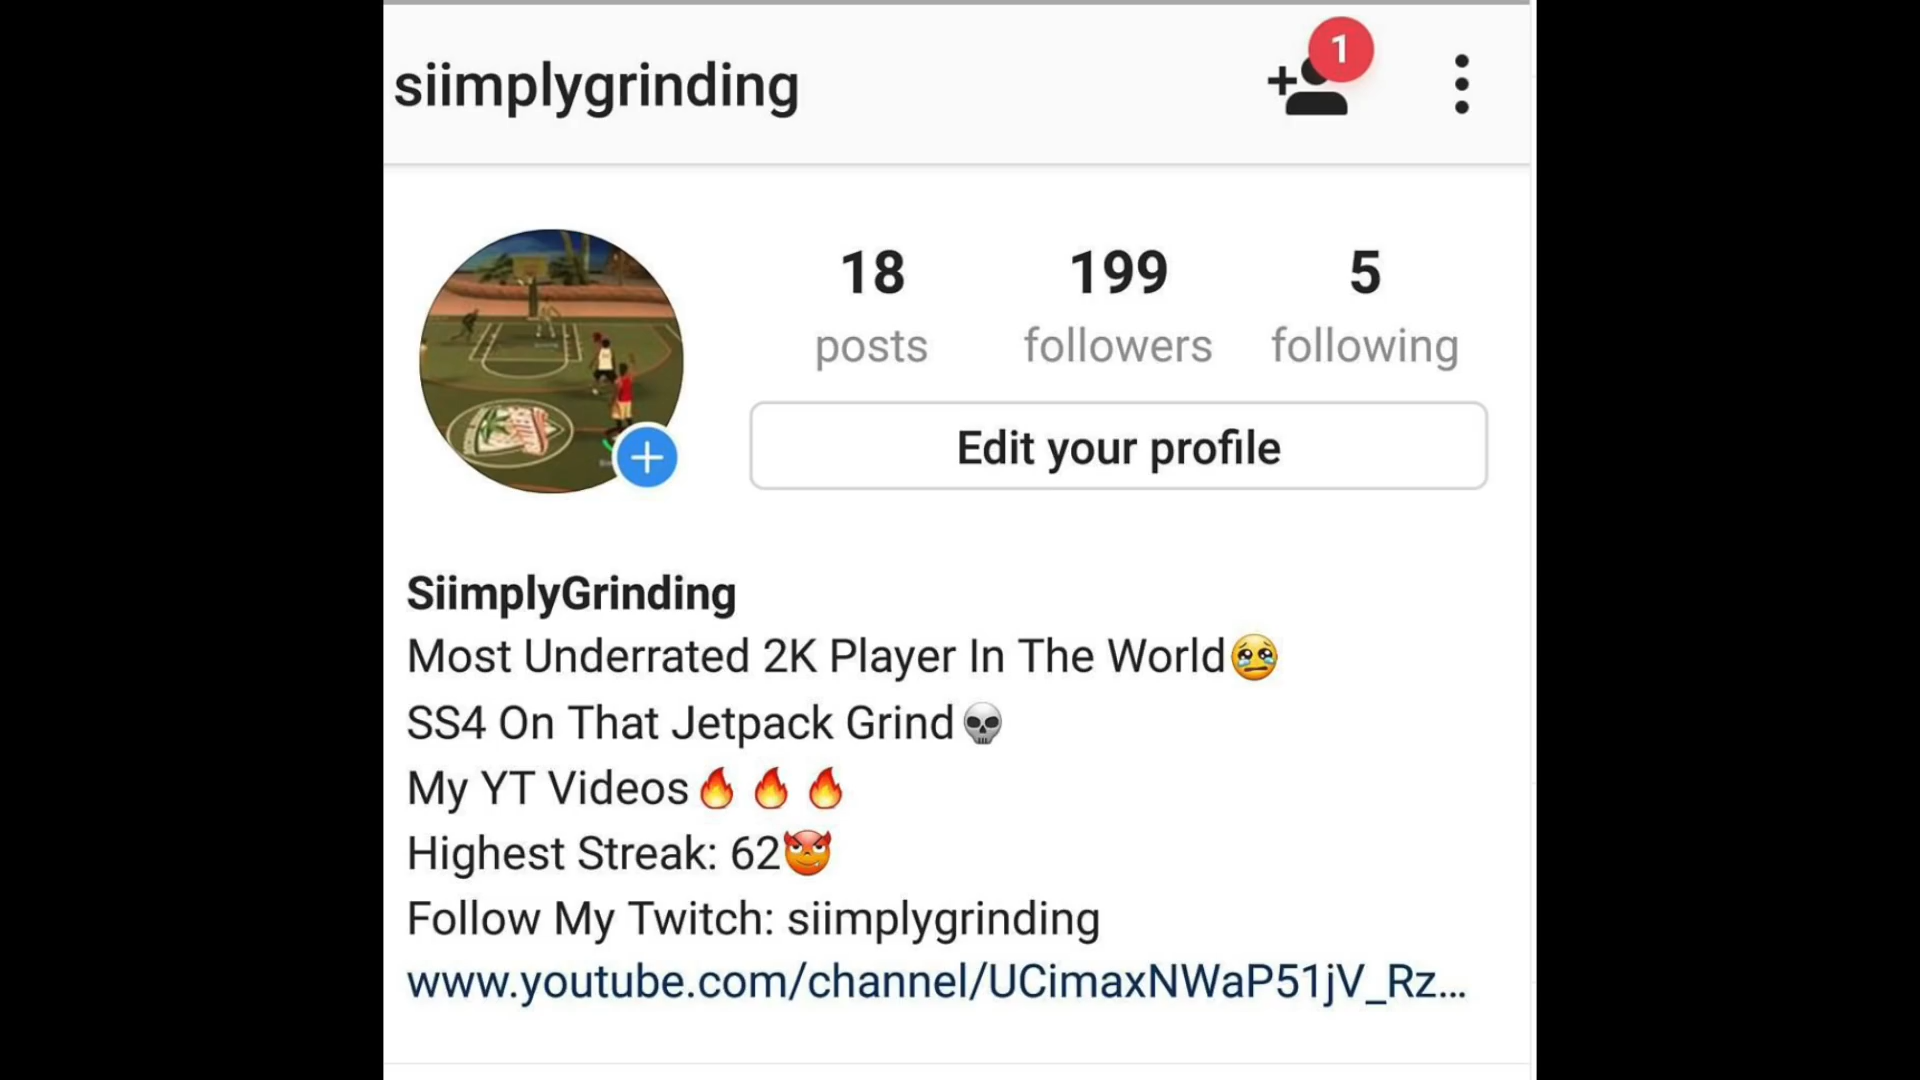 siimplygrinding
1
18 199 5
posts followers following
Edit your profile
SiimplyGrinding
Most Underrated 2K Player In The World😢
SS4 On That Jetpack Grind💀
My YT Videos🔥🔥🔥
Highest Streak: 62😈
Follow My Twitch: siimplygrinding
www.youtube.com/channel/UCimaxNWaP51jV_Rz...